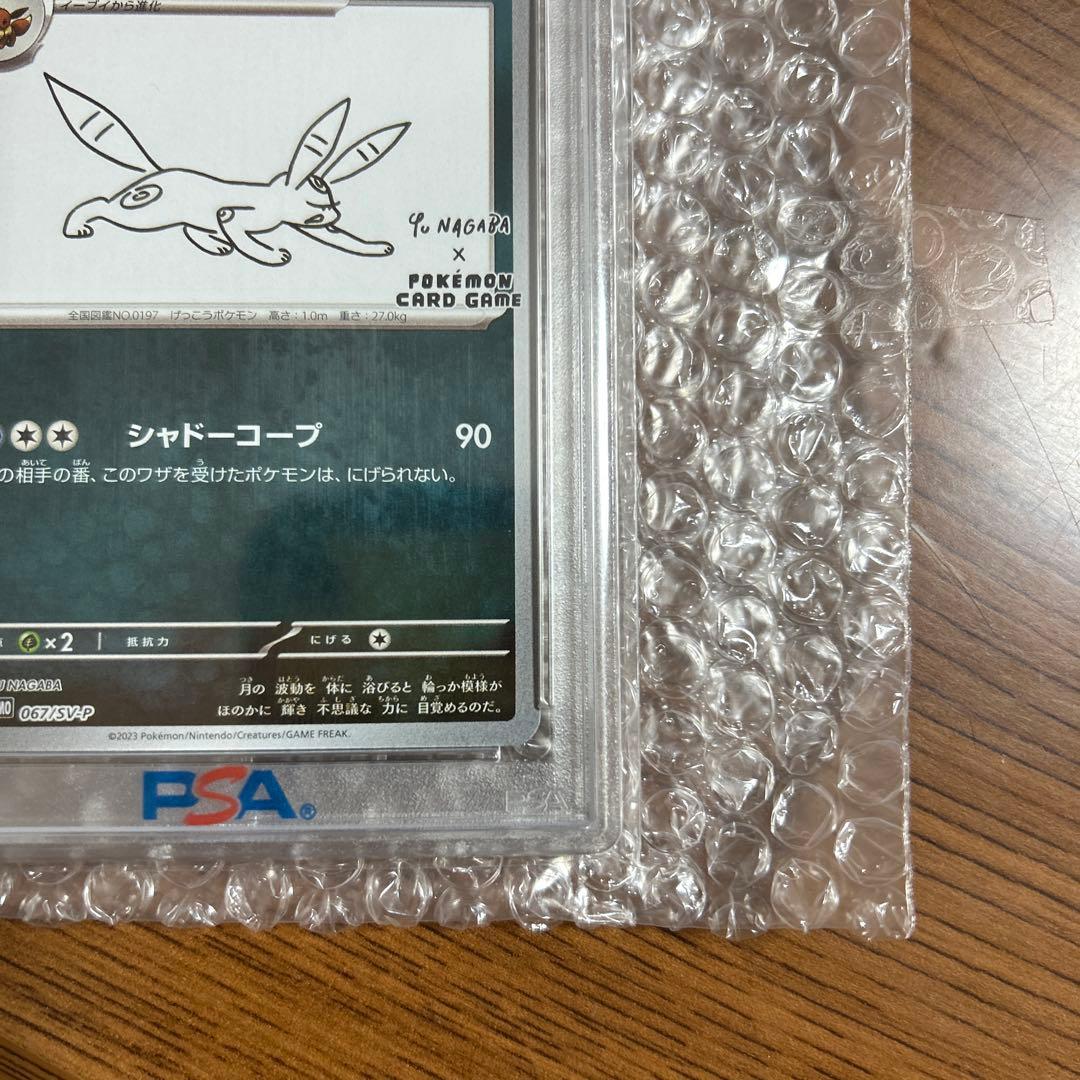 イーブイから進化
Yu NAGABA
×
POKÉMON
CARD GAME
全国図鑑NO.0197 げっこうポケモン 高さ:1.0m 重さ:27.0kg
シャドーコープ 90
の相手の番、このワザを受けたポケモンは、にげられない。
×2 抵抗力 にげる
U NAGABA
MO 067/SV-P
月の 波動を 体に 浴びると 輪っか模様が
ほのかに 輝き 不思議な 力に 目覚めるのだ。
©2023 Pokémon/Nintendo/Creatures/GAME FREAK.
PSA®